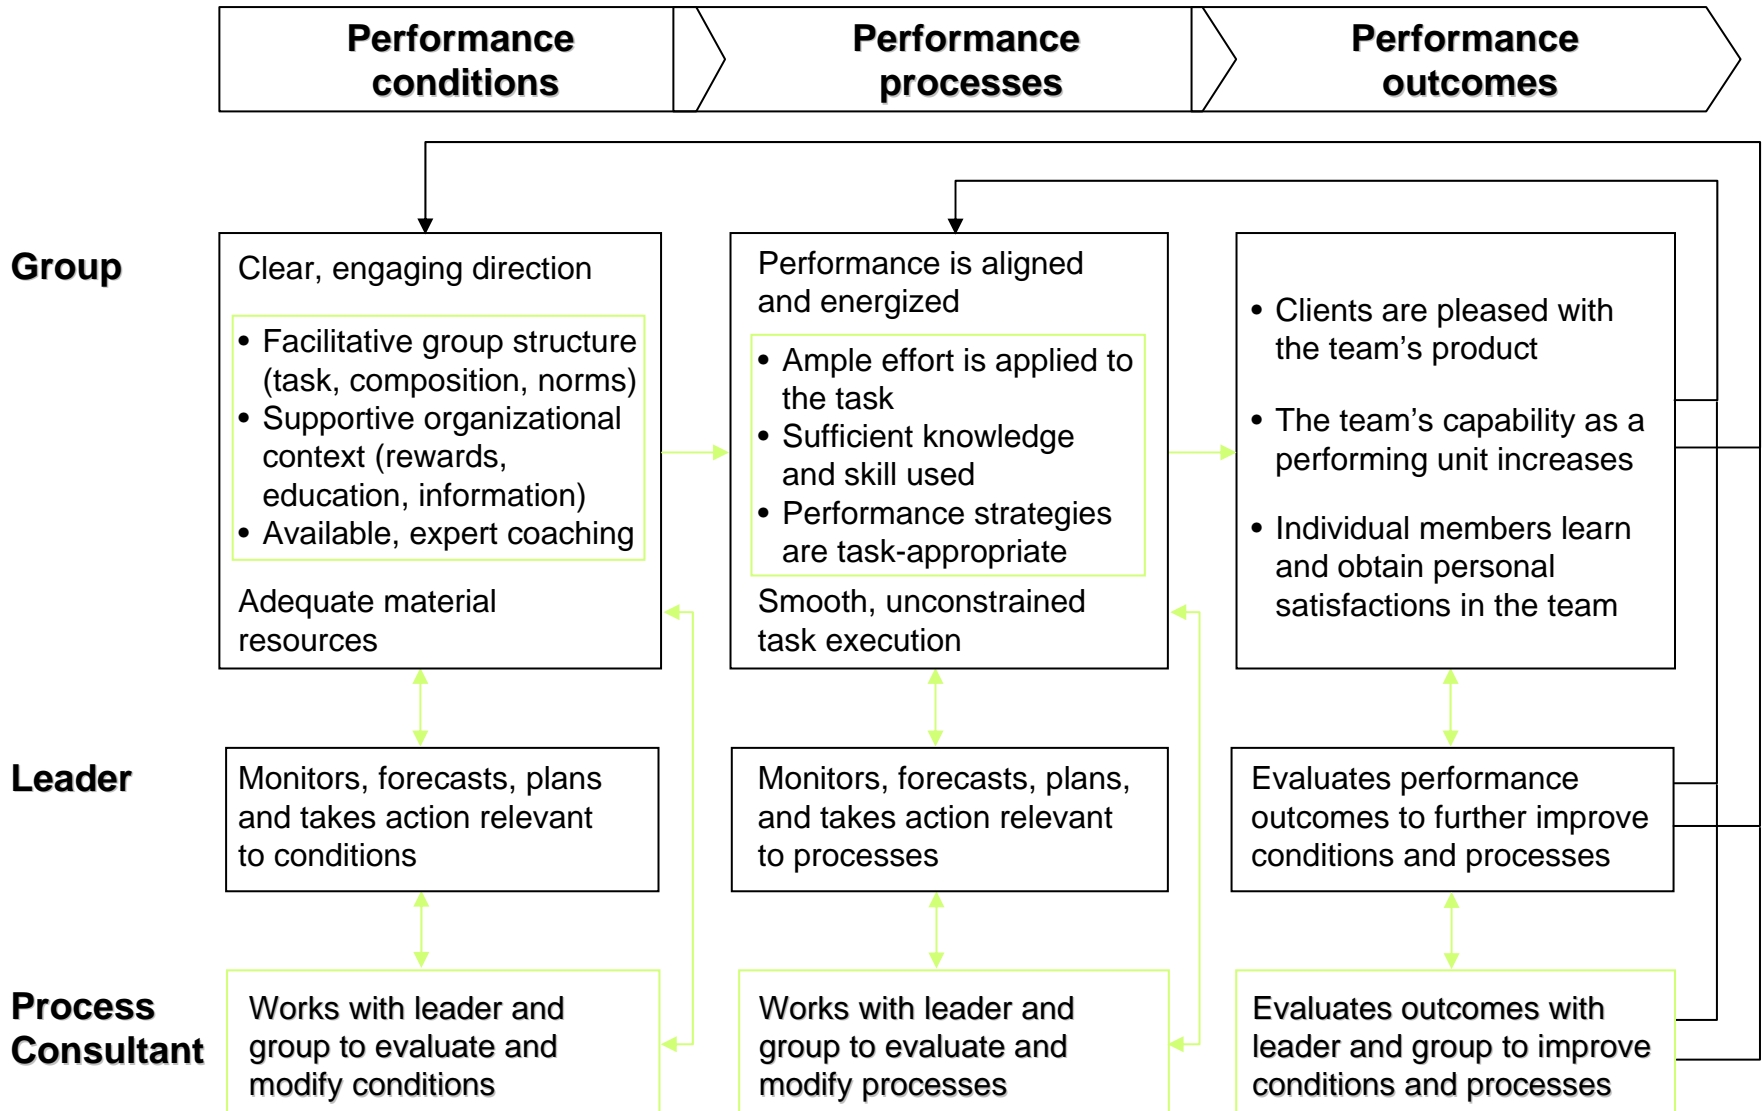 Performance
conditions
Performance
processes
Performance
outcomes
Group
Clear, engaging direction
• Facilitative group structure
(task, composition, norms)
• Supportive organizational
context (rewards,
education, information)
• Available, expert coaching
Adequate material
resources
Performance is aligned
and energized
• Ample effort is applied to
the task
• Sufficient knowledge
and skill used
• Performance strategies
are task-appropriate
Smooth, unconstrained
task execution
• Clients are pleased with
the team’s product
• The team’s capability as a
performing unit increases
• Individual members learn
and obtain personal
satisfactions in the team
Leader
Monitors, forecasts, plans
and takes action relevant
to conditions
Monitors, forecasts, plans,
and takes action relevant
to processes
Evaluates performance
outcomes to further improve
conditions and processes
Process
Consultant
Works with leader and
group to evaluate and
modify conditions
Works with leader and
group to evaluate and
modify processes
Evaluates outcomes with
leader and group to improve
conditions and processes